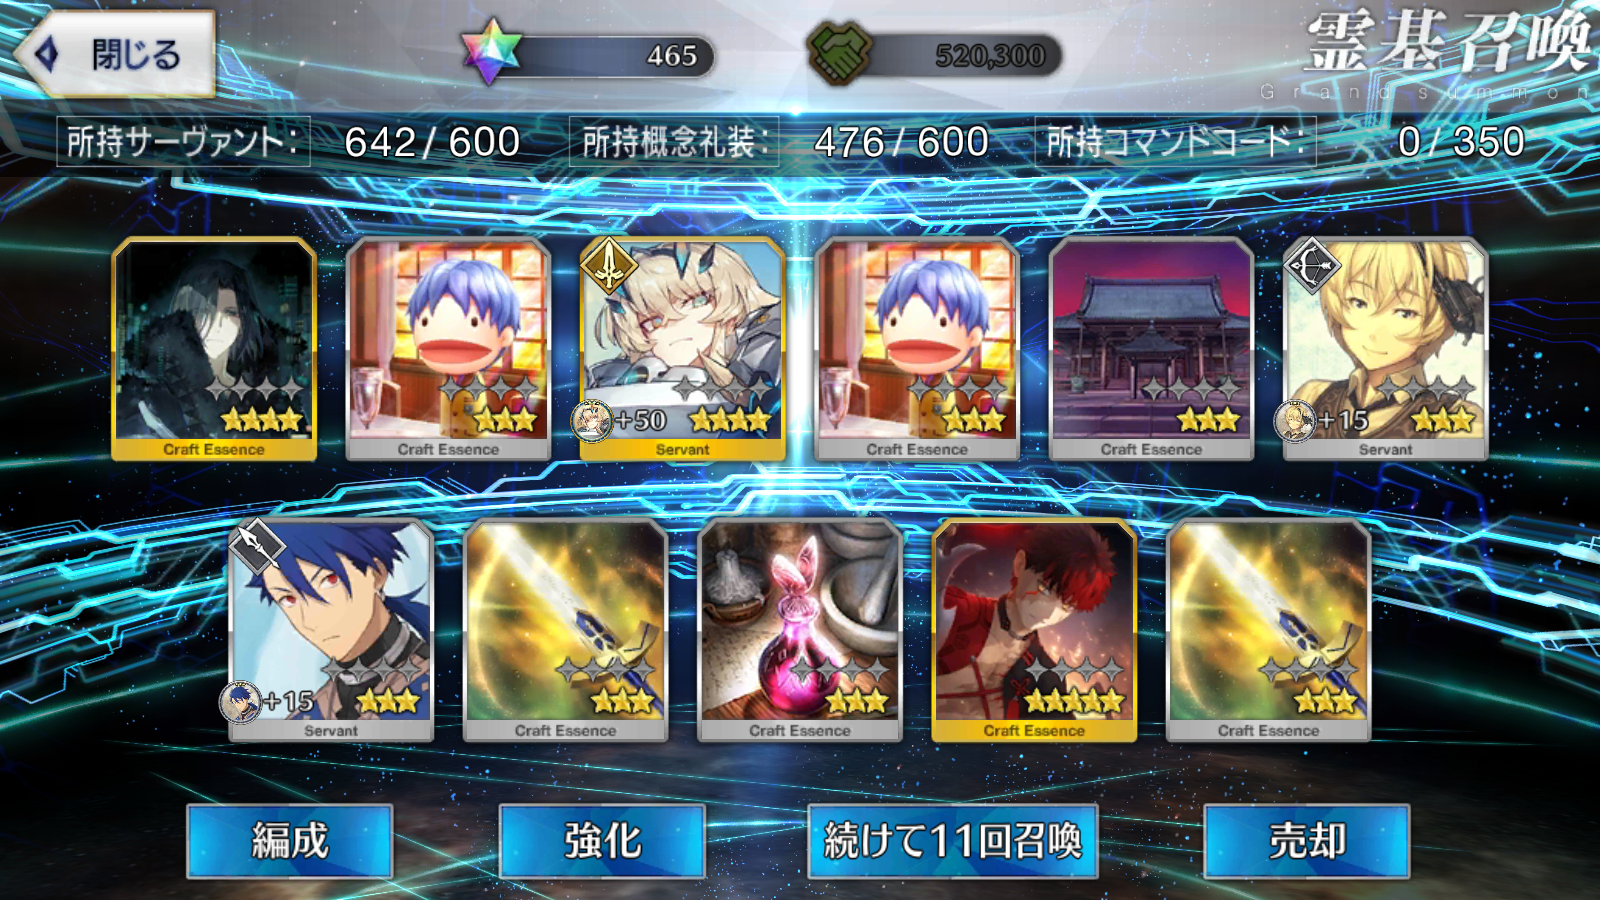 閉じる
465
520,300
霊基召喚
Grand summon
所持サーヴァント: 642 / 600
所持概念礼装: 476 / 600
所持コマンドコード: 0 / 350
+50
+15
Craft Essence
Craft Essence
Servant
Craft Essence
Craft Essence
Servant
+15
Servant
Craft Essence
Craft Essence
Craft Essence
Craft Essence
編成
強化
続けて11回召喚
売却